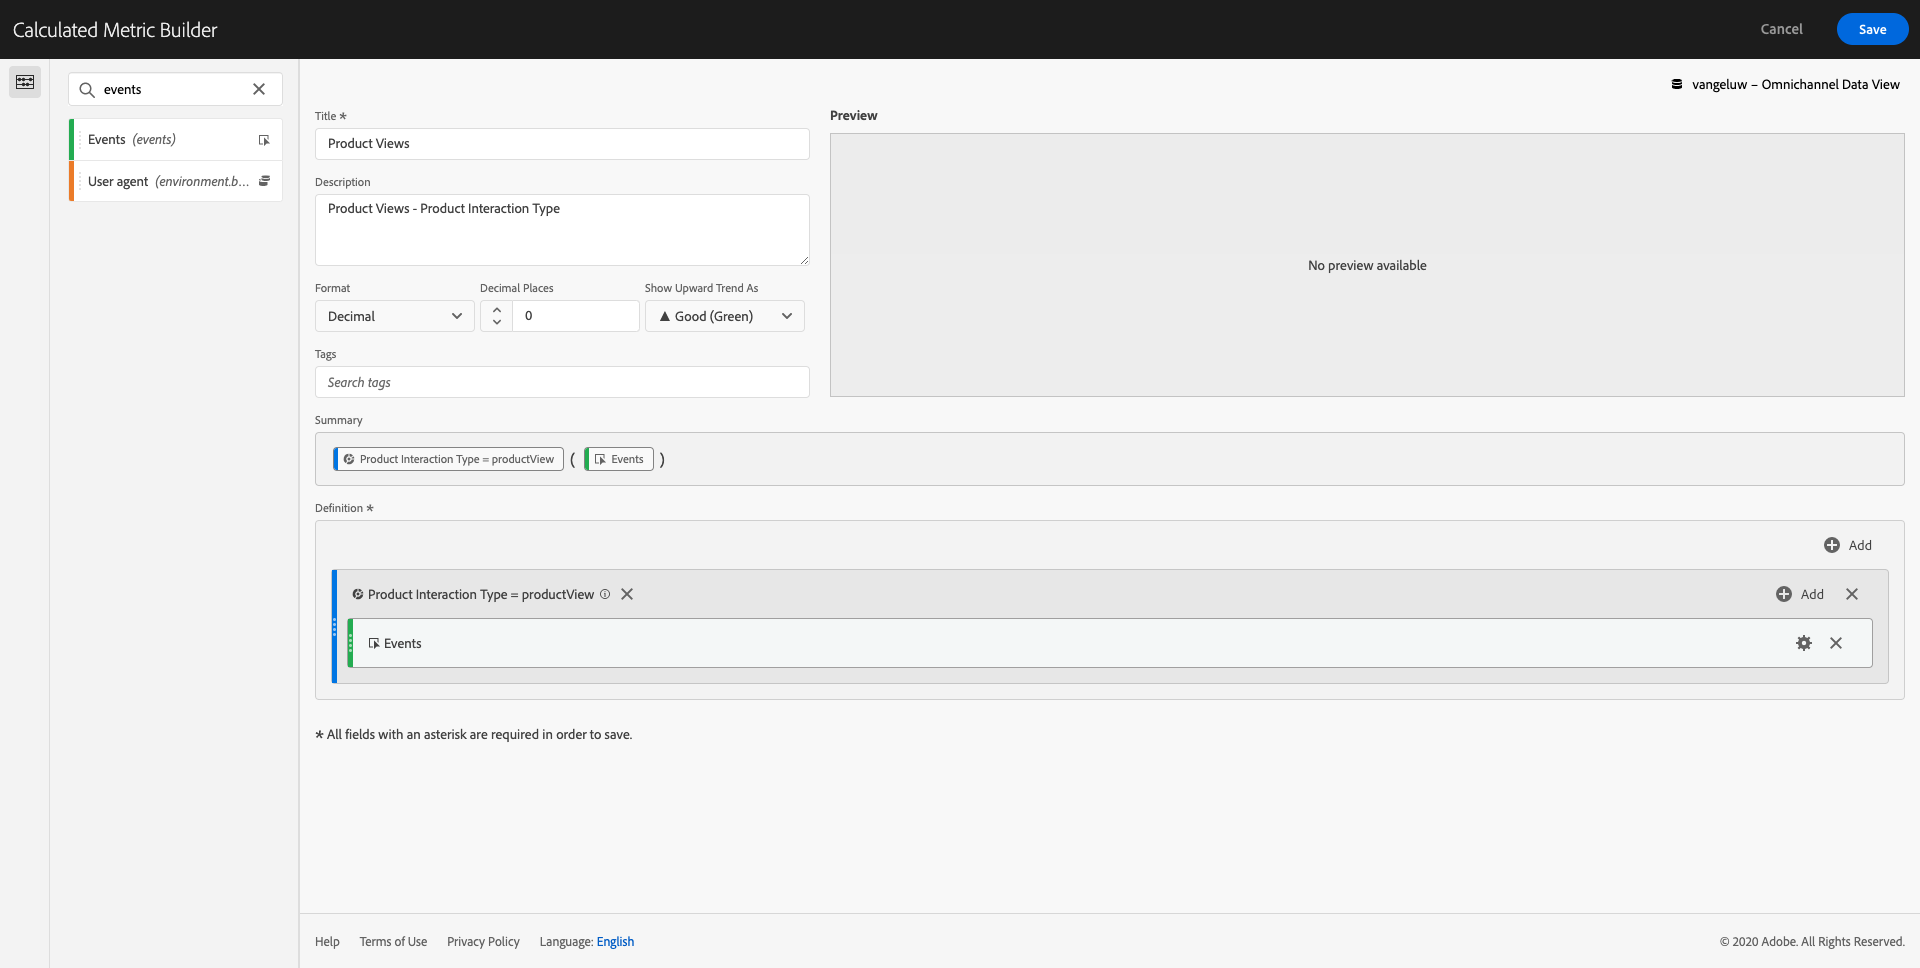 Calculated Metric Builder
Cancel
Save
events
Events (events)
User agent (environment.b...
vangeluw – Omnichannel Data View
Title *
Product Views
Description
Product Views - Product Interaction Type
Format
Decimal Places
Show Upward Trend As
Decimal
0
Good (Green)
Tags
Search tags
Preview
No preview available
Summary
Product Interaction Type = productView ( Events )
Definition *
Add
Product Interaction Type = productView
Add
Events
* All fields with an asterisk are required in order to save.
Help Terms of Use Privacy Policy Language: English
© 2020 Adobe. All Rights Reserved.